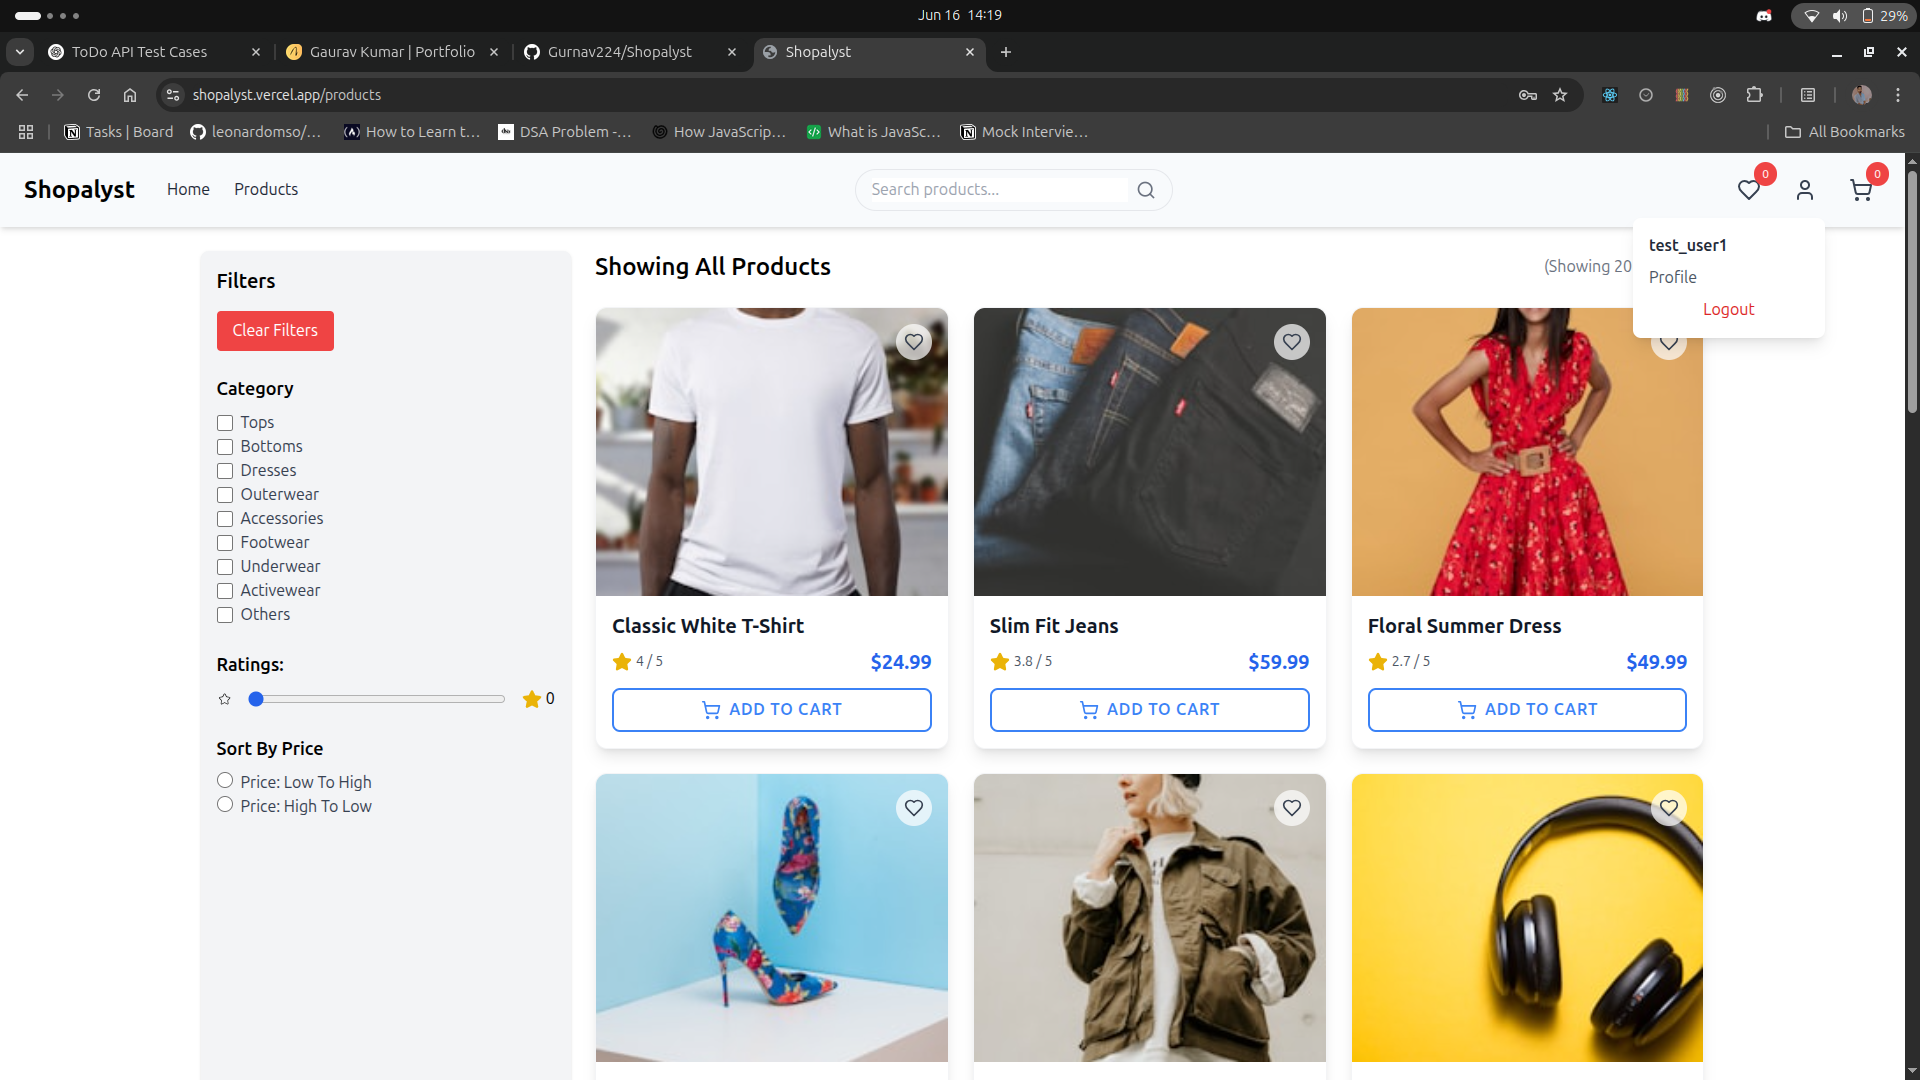 Jun 16 14:19
29%
ToDo API Test Cases
Gaurav Kumar | Portfolio
Gurnav224/Shopalyst
Shopalyst
shopalyst.vercel.app/products
Tasks | Board
leonardomso/...
How to Learn t...
DSA Problem -...
How JavaScrip...
What is JavaSc...
Mock Intervie...
All Bookmarks
Shopalyst
Home
Products
Search products...
0
0
test_user1
Profile
Logout
Filters
Clear Filters
Category
Tops
Bottoms
Dresses
Outerwear
Accessories
Footwear
Underwear
Activewear
Others
Ratings:
0
Sort By Price
Price: Low To High
Price: High To Low
Showing All Products
(Showing 20
Classic White T-Shirt
4 / 5
$24.99
ADD TO CART
Slim Fit Jeans
3.8 / 5
$59.99
ADD TO CART
Floral Summer Dress
2.7 / 5
$49.99
ADD TO CART